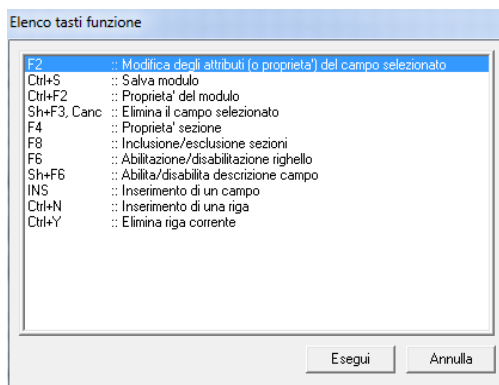 Elenco tasti funzione
F2 :: Modifica degli attributi (o proprieta') del campo selezionato
Ctrl+S :: Salva modulo
Ctrl+F2 :: Proprieta' del modulo
Sh+F3, Canc :: Elimina il campo selezionato
F4 :: Proprieta' sezione
F8 :: Inclusione/esclusione sezioni
F6 :: Abilitazione/disabilitazione righello
Sh+F6 :: Abilita/disabilita descrizione campo
INS :: Inserimento di un campo
Ctrl+N :: Inserimento di una riga
Ctrl+Y :: Elimina riga corrente
Esegui Annulla